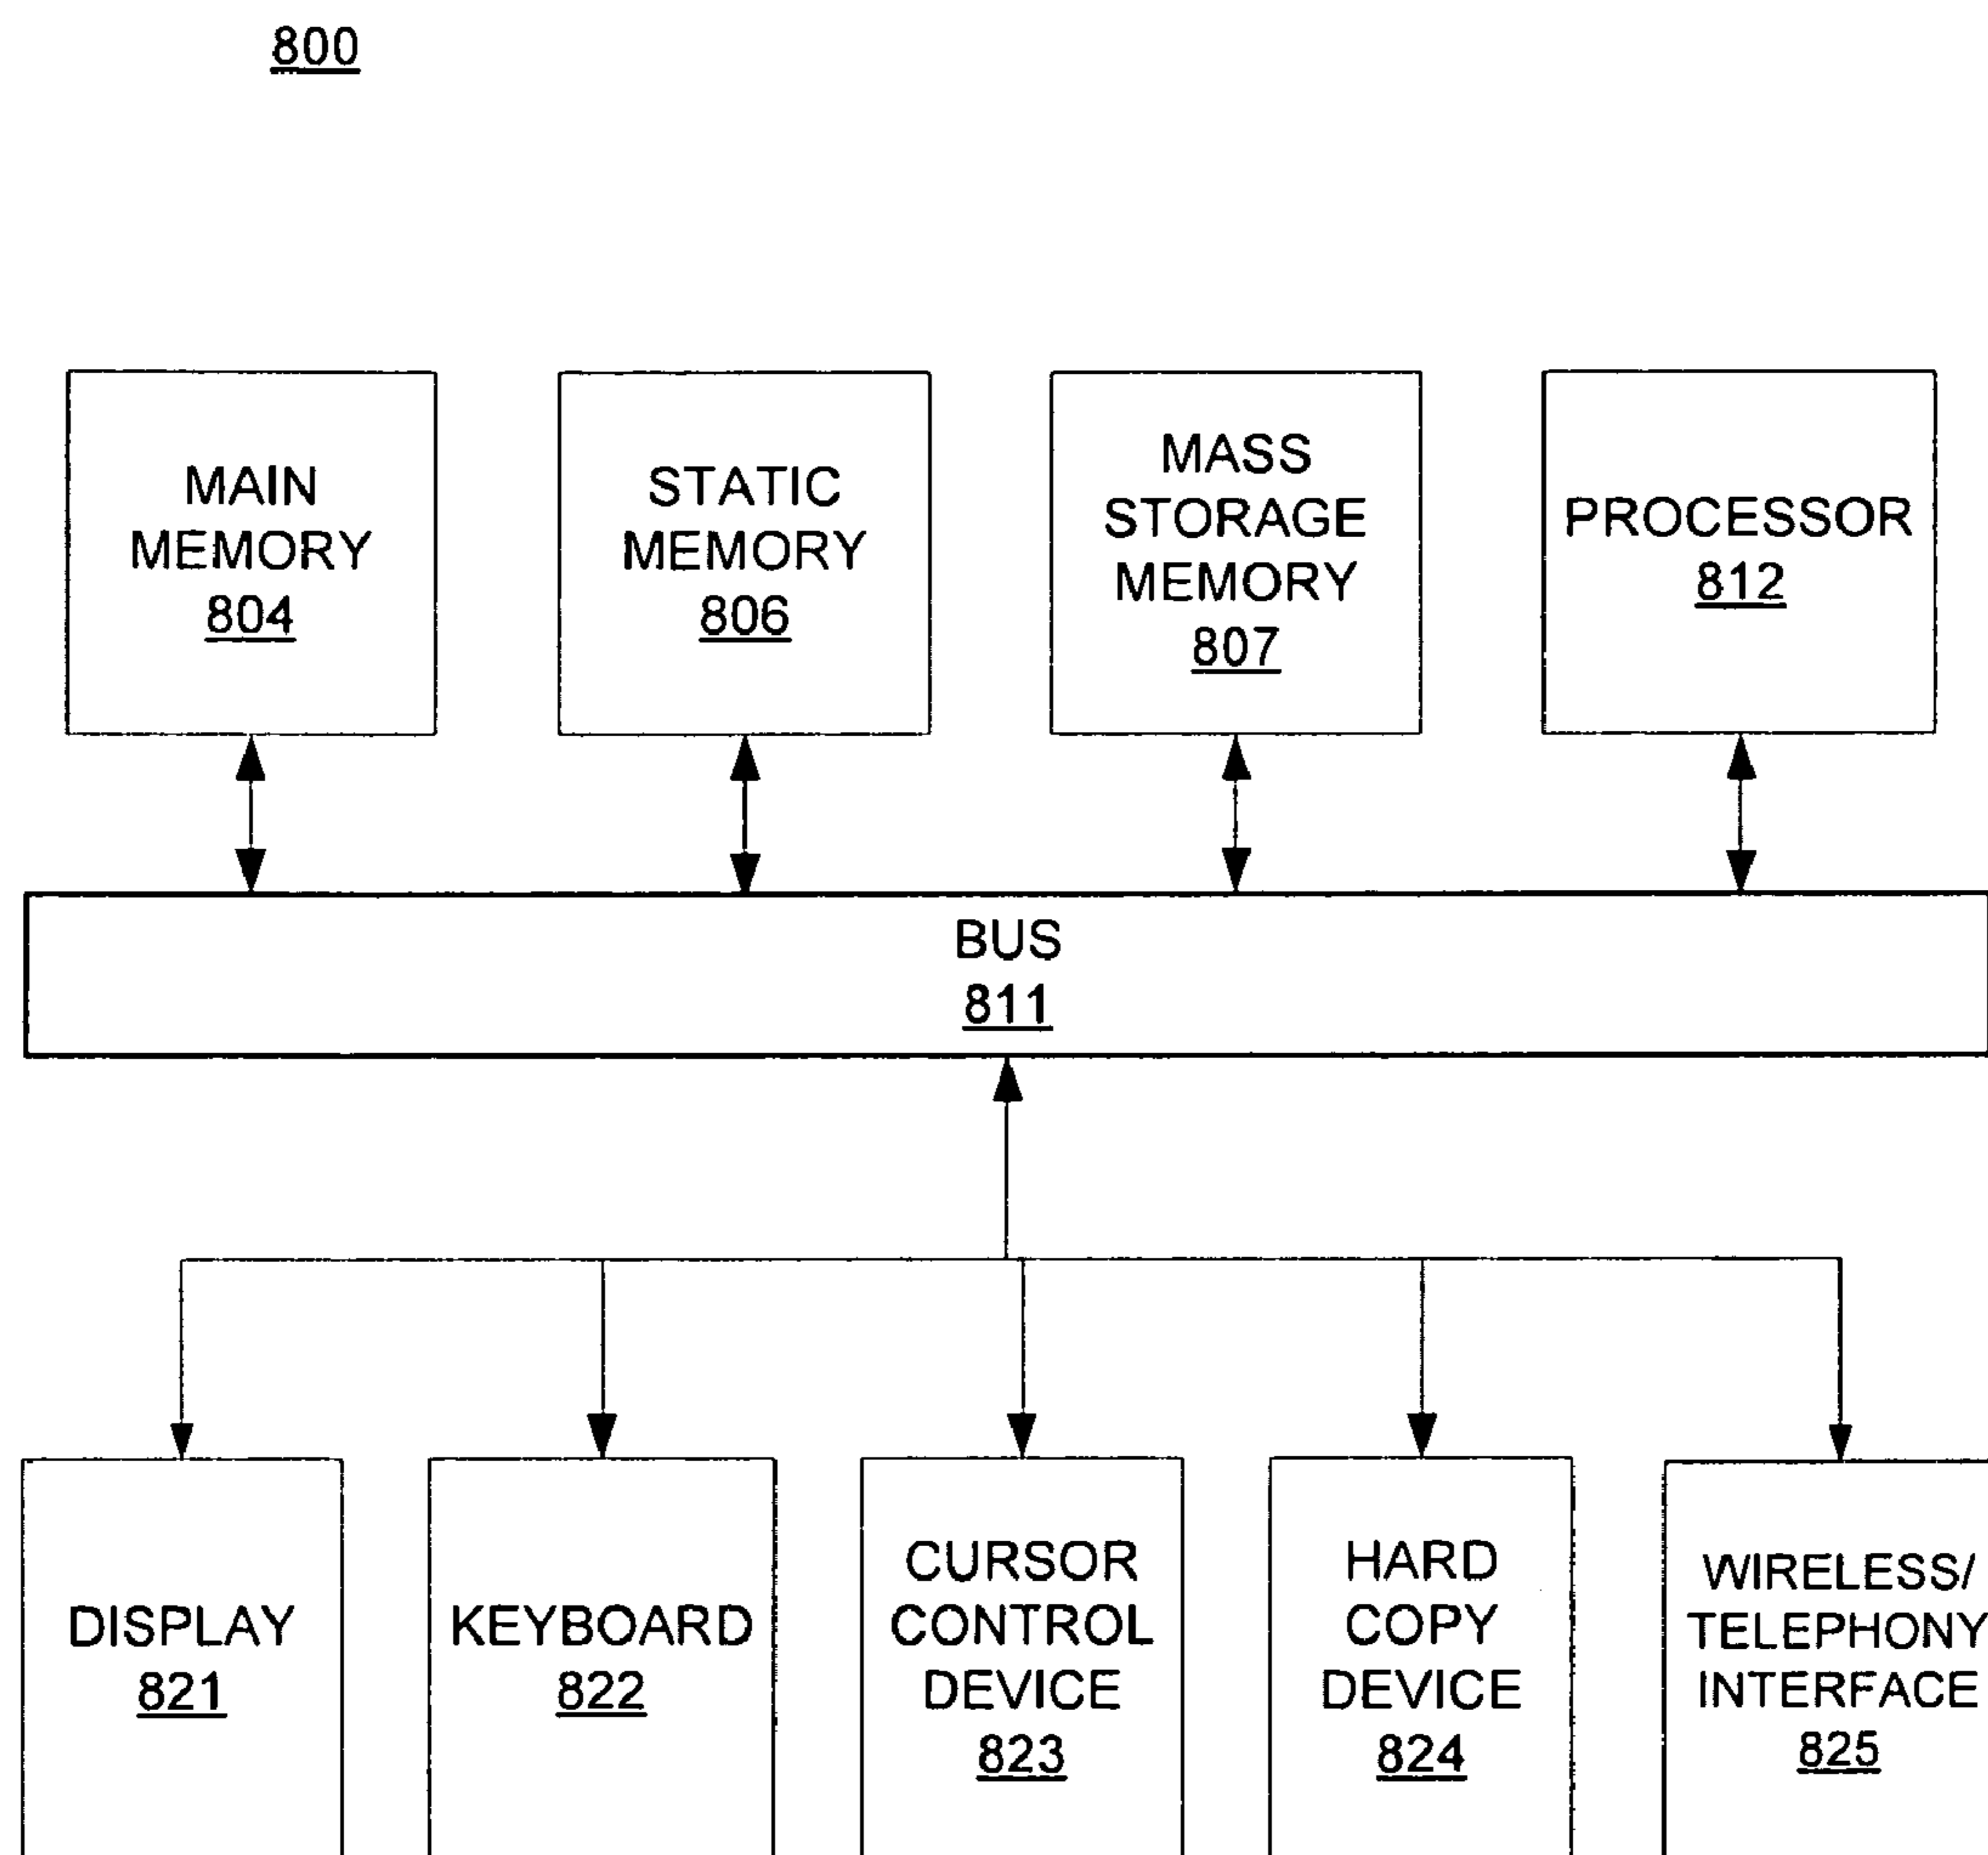 800
MAIN
MEMORY
804
STATIC
MEMORY
806
MASS
STORAGE
MEMORY
807
PROCESSOR
812
BUS
811
DISPLAY
821
KEYBOARD
822
CURSOR
CONTROL
DEVICE
823
HARD
COPY
DEVICE
824
WIRELESS/
TELEPHONY
INTERFACE
825